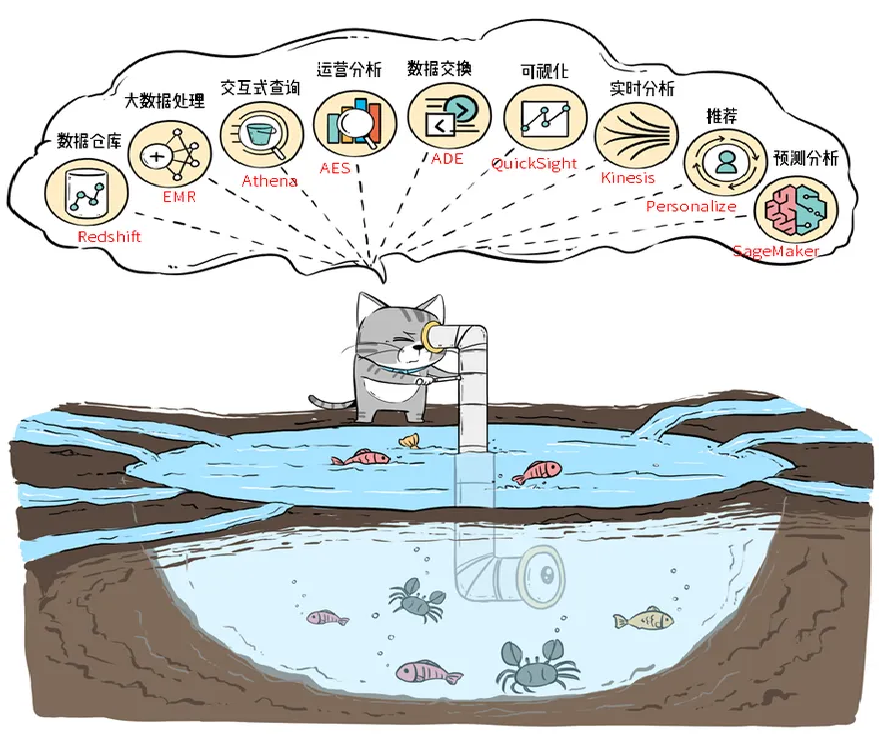 数据仓库
Redshift
大数据处理
EMR
交互式查询
Athena
运营分析
AES
数据交换
ADE
可视化
QuickSight
实时分析
Kinesis
推荐
Personalize
预测分析
SageMaker